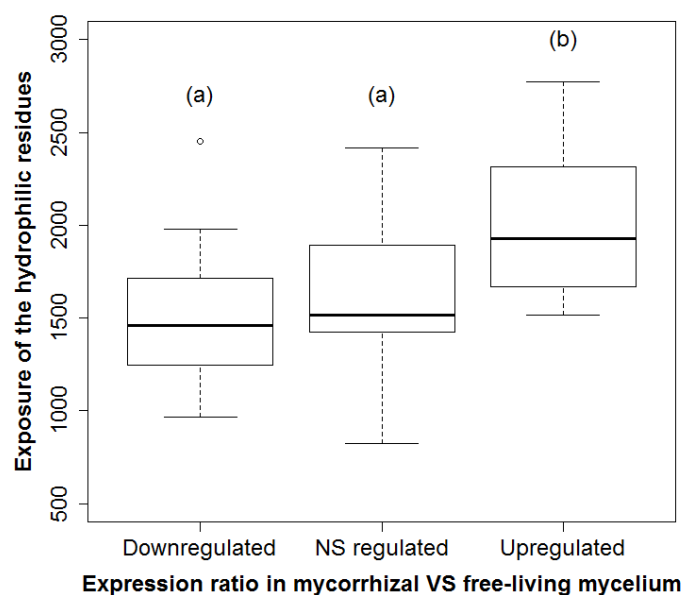 Exposure of the hydrophilic residues
3000
2500
2000
1500
1000
500
(a)
(a)
(b)
Downregulated
NS regulated
Upregulated
Expression ratio in mycorrhizal VS free-living mycelium